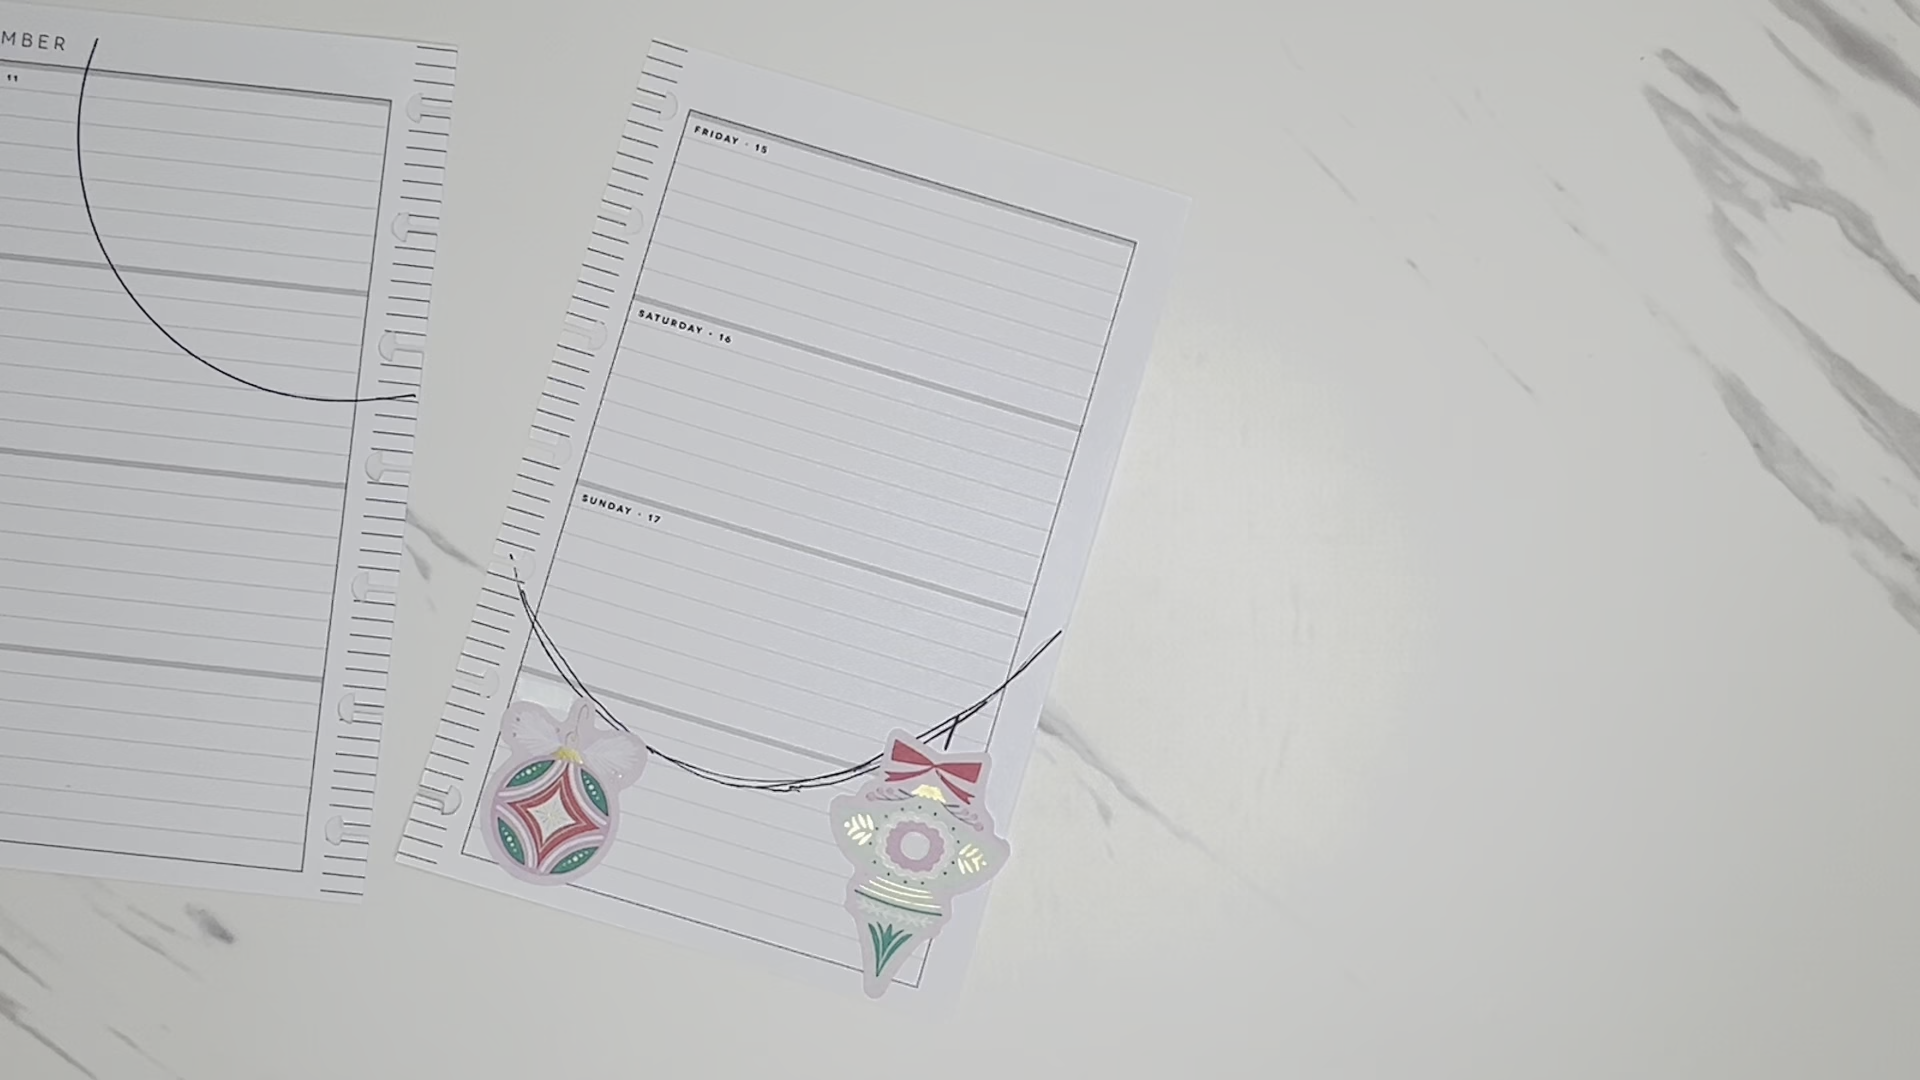 MBER
11
FRIDAY · 15
SATURDAY · 16
SUNDAY · 17